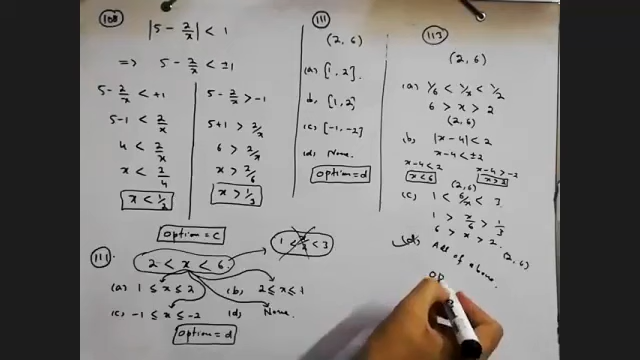 108
|5 - 2/x| < 1
=> 5 - 2/x < ±1
5 - 2/x < +1
5 - 1 < 2/x
4 < 2/x
x < 2/4
x < 1/2
5 - 2/x > -1
5 + 1 > 2/x
6 > 2/x
x > 2/6
x > 1/3
option = c
111
2 < x < 6
1 < x/2 < 3
(a) 1 ≤ x ≤ 2
(b, 2 ≤ x ≤ 1
(c) -1 ≤ x ≤ -2
(d, None.
option = d
111
(2, 6)
(a) [1, 2].
(b, [1, 2]
(c) [-1, -2]
(d, None.
option = d
113
(2, 6)
(a) 1/6 < 1/x < 1/2
6 > x > 2
(2, 6)
(b, |x - 4| < 2
x - 4 < ±2
x - 4 < 2
x < 6
x - 4 > -2
x > 2
(2, 6)
(c, 1 < 6/x < 3
1 > x/6 > 1/3
6 > x > 2. (2, 6)
(d, All of above.
op